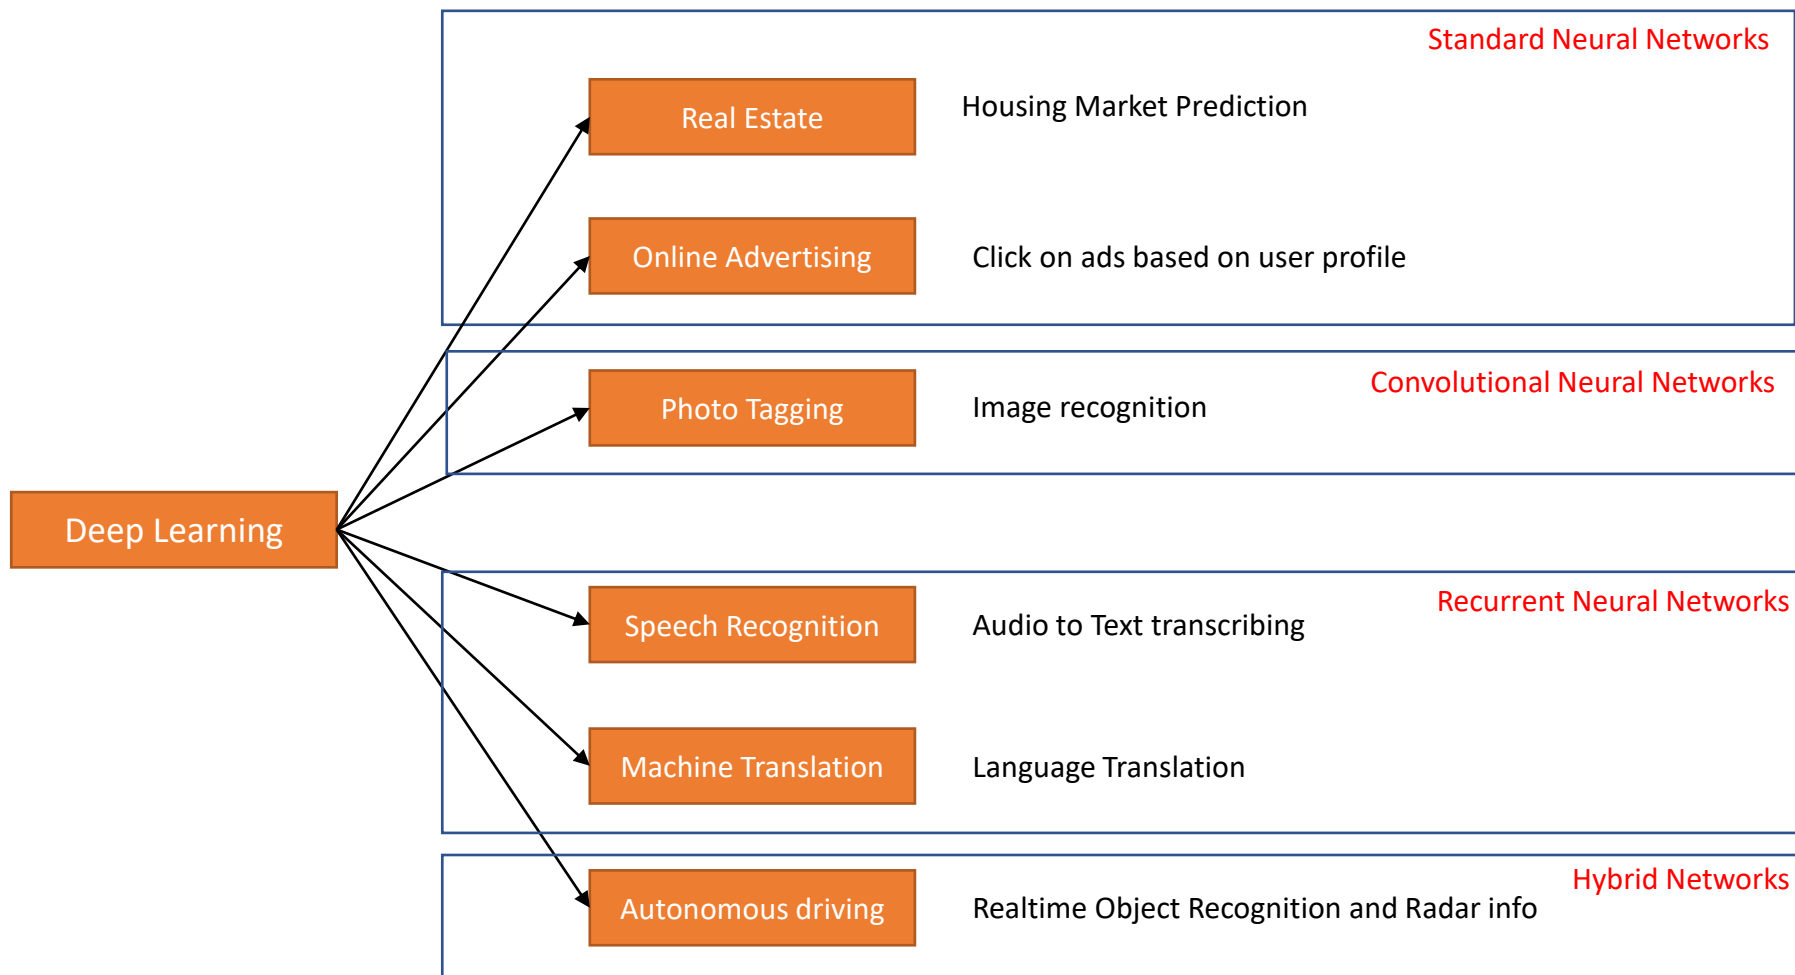 Standard Neural Networks
Real Estate
Housing Market Prediction
Online Advertising
Click on ads based on user profile
Convolutional Neural Networks
Photo Tagging
Image recognition
Deep Learning
Recurrent Neural Networks
Speech Recognition
Audio to Text transcribing
Machine Translation
Language Translation
Hybrid Networks
Autonomous driving
Realtime Object Recognition and Radar info